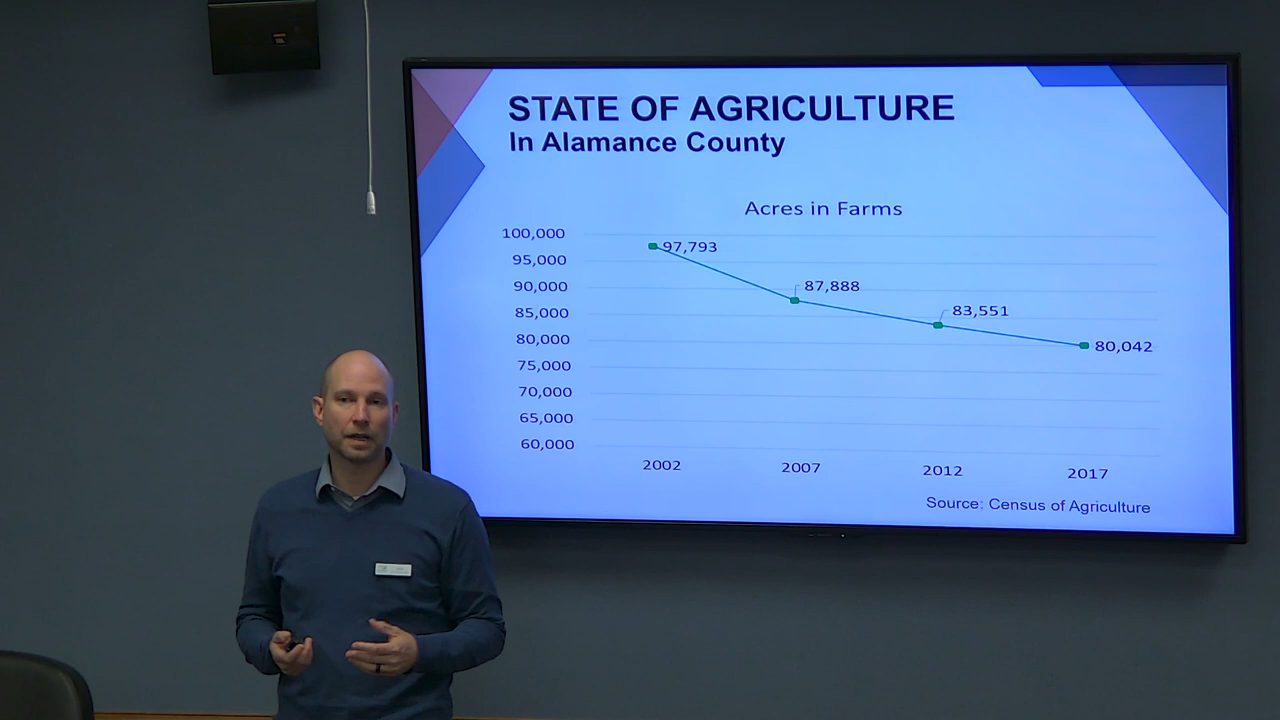 STATE OF AGRICULTURE
In Alamance County
Acres in Farms
100,000
95,000
90,000
85,000
80,000
75,000
70,000
65,000
60,000
97,793
87,888
83,551
80,042
2002 2007 2012 2017
Source: Census of Agriculture